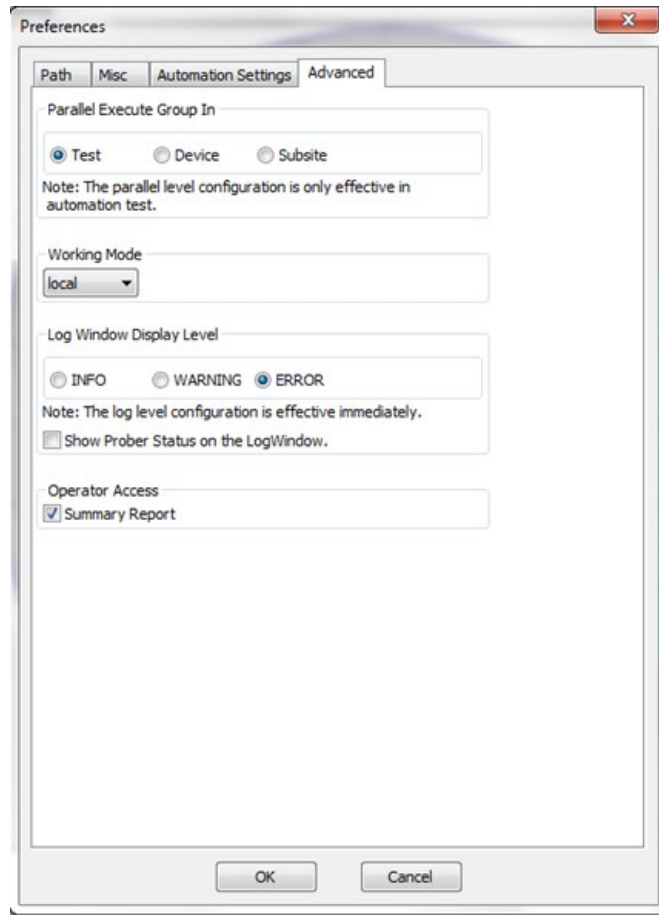 Preferences
Path Misc Automation Settings Advanced
Parallel Execute Group In
Test Device Subsite
Note: The parallel level configuration is only effective in
automation test.
Working Mode
local
Log Window Display Level
INFO WARNING ERROR
Note: The log level configuration is effective immediately.
Show Prober Status on the LogWindow.
Operator Access
Summary Report
OK Cancel